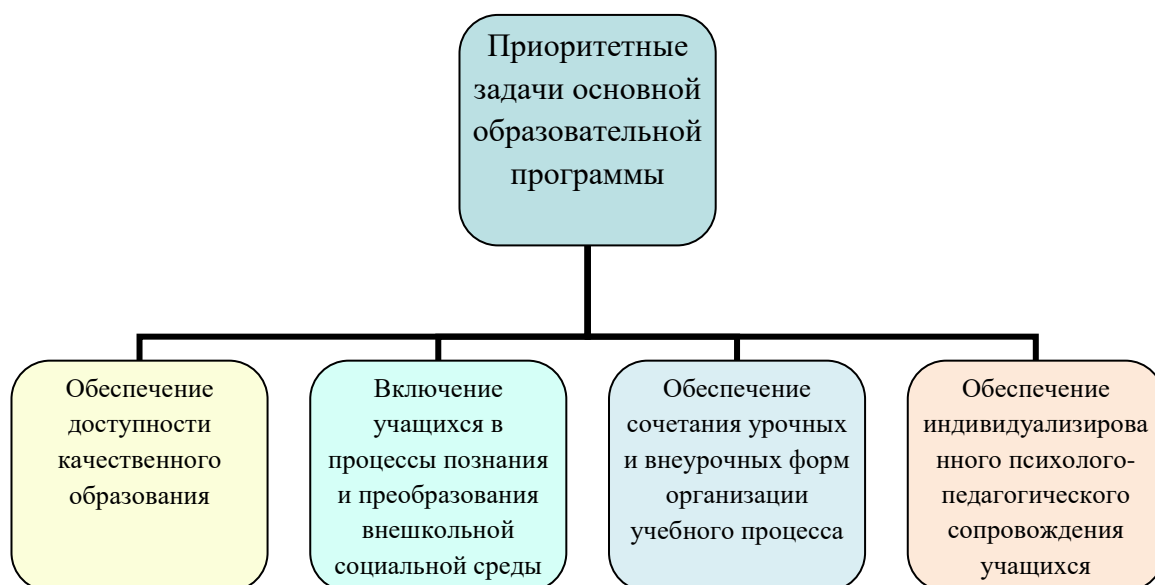 Приоритетные
задачи основной
образовательной
программы
Обеспечение
доступности
качественного
образования
Включение
учащихся в
процессы познания
и преобразования
внешкольной
социальной среды
Обеспечение
сочетания урочных
и внеурочных форм
организации
учебного процесса
Обеспечение
индивидуализирова
нного психолого-
педагогического
сопровождения
учащихся